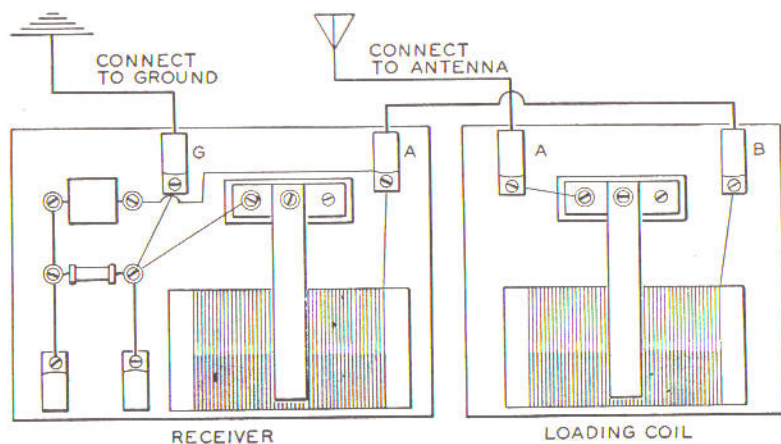 CONNECT
TO GROUND
CONNECT
TO ANTENNA
G
A
A
B
RECEIVER
LOADING COIL